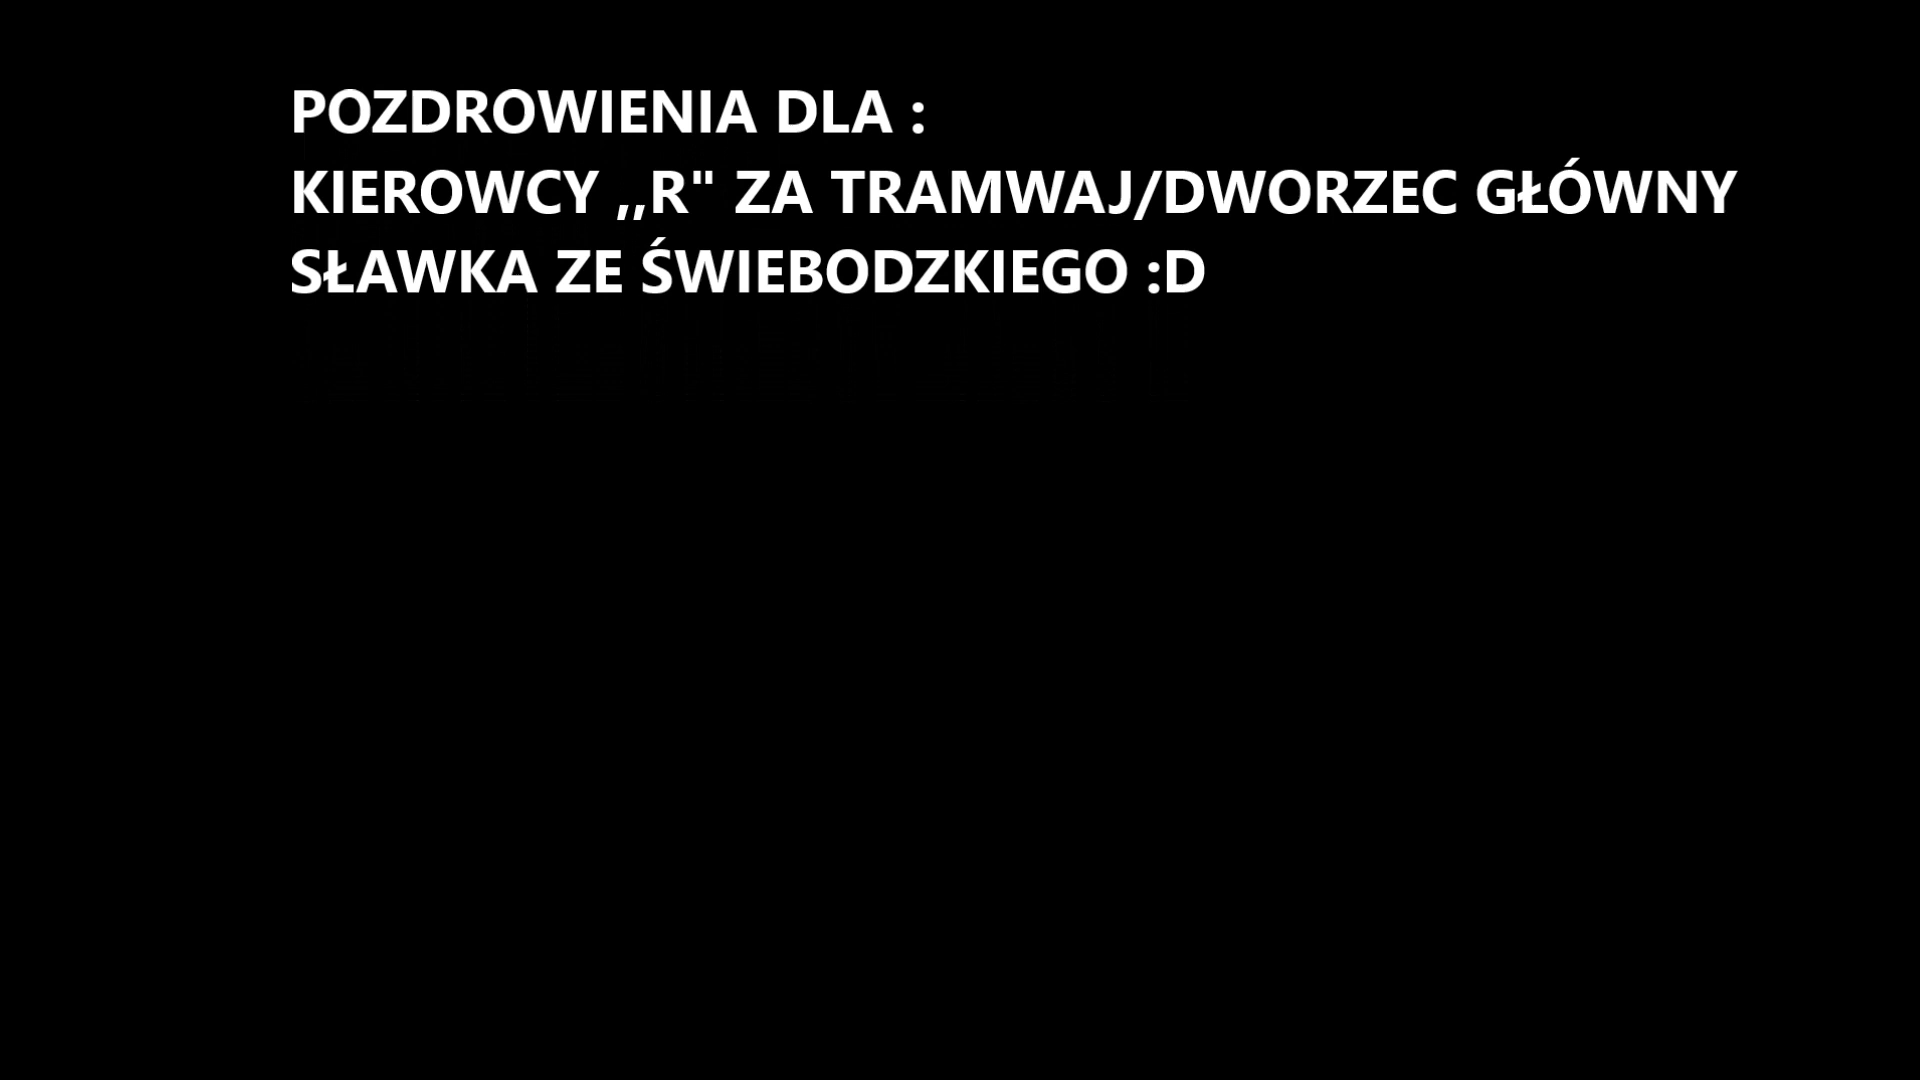 POZDROWIENIA DLA :
KIEROWCY ,,R" ZA TRAMWAJ/DWORZEC GŁÓWNY
SŁAWKA ZE ŚWIEBODZKIEGO :D